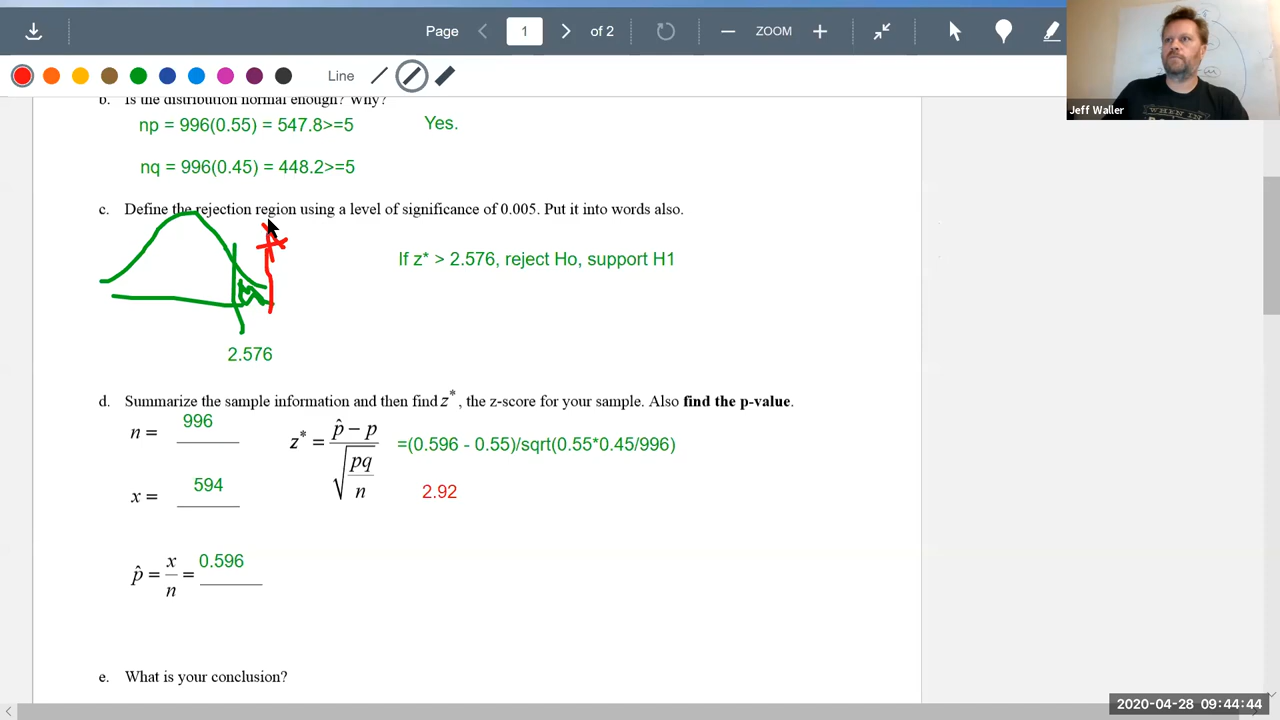 Page 1 of 2 ZOOM
Line
Jeff Waller
b. Is the distribution normal enough? Why?
np = 996(0.55) = 547.8>=5 Yes.
nq = 996(0.45) = 448.2>=5
c. Define the rejection region using a level of significance of 0.005. Put it into words also.
If z* > 2.576, reject Ho, support H1
2.576
d. Summarize the sample information and then find z*, the z-score for your sample. Also find the p-value.
n = 996
z* = (p̂ − p)/√(pq/n) =(0.596 - 0.55)/sqrt(0.55*0.45/996)
x = 594
2.92
p̂ = x/n = 0.596
e. What is your conclusion?
2020-04-28 09:44:44